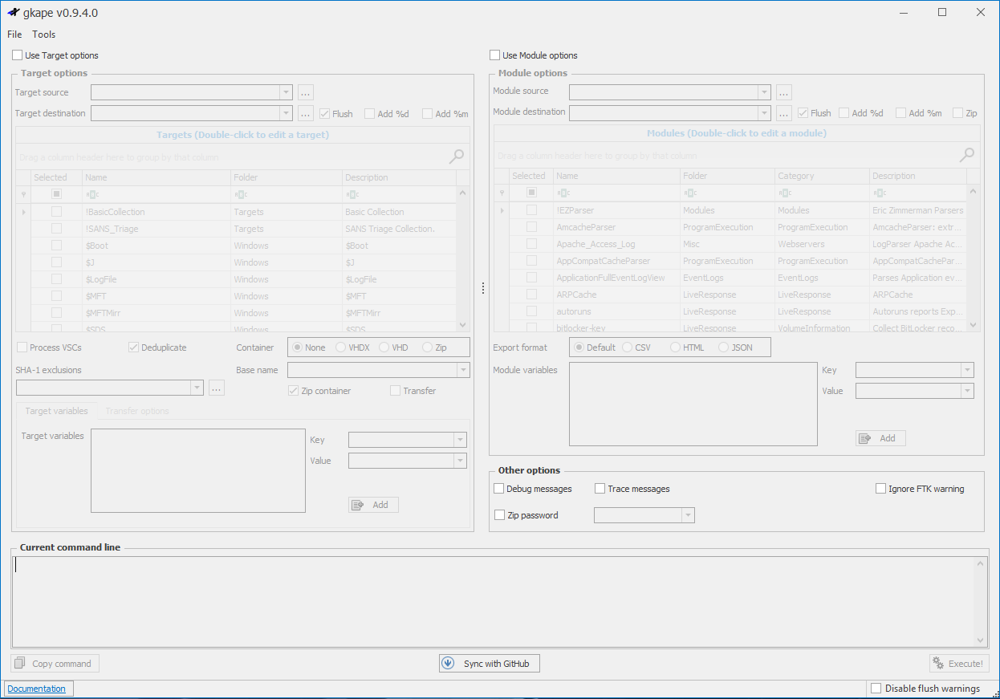 gkape v0.9.4.0
File Tools
Use Target options
Target options
Target source ...
Target destination ... Flush Add %d Add %m
Targets (Double-click to edit a target)
Drag a column header here to group by that column
Selected Name Folder Description
!BasicCollection Targets Basic Collection
!SANS_Triage Targets SANS Triage Collection.
$Boot Windows $Boot
$J Windows $J
$LogFile Windows $LogFile
$MFT Windows $MFT
$MFTMirr Windows $MFTMirr
$SDS Windows $SDS
Process VSCs Deduplicate Container None VHDX VHD Zip
SHA-1 exclusions Base name
... Zip container Transfer
Target variables Transfer options
Target variables Key
Value
Add
Use Module options
Module options
Module source ...
Module destination ... Flush Add %d Add %m Zip
Modules (Double-click to edit a module)
Drag a column header here to group by that column
Selected Name Folder Category Description
!EZParser Modules Modules Eric Zimmerman Parsers
AmcacheParser ProgramExecution ProgramExecution AmcacheParser: extr...
Apache_Access_Log Misc Webservers LogParser Apache Ac...
AppCompatCacheParser ProgramExecution ProgramExecution AppCompatCachePar...
ApplicationFullEventLogView EventLogs EventLogs Parses Application ev...
ARPCache LiveResponse LiveResponse ARPCache
autoruns LiveResponse LiveResponse Autoruns reports Exp...
bitlocker-key LiveResponse VolumeInformation Collect BitLocker reco...
Export format Default CSV HTML JSON
Module variables Key
Value
Add
Other options
Debug messages Trace messages Ignore FTK warning
Zip password
Current command line
Copy command Sync with GitHub Execute!
Documentation Disable flush warnings